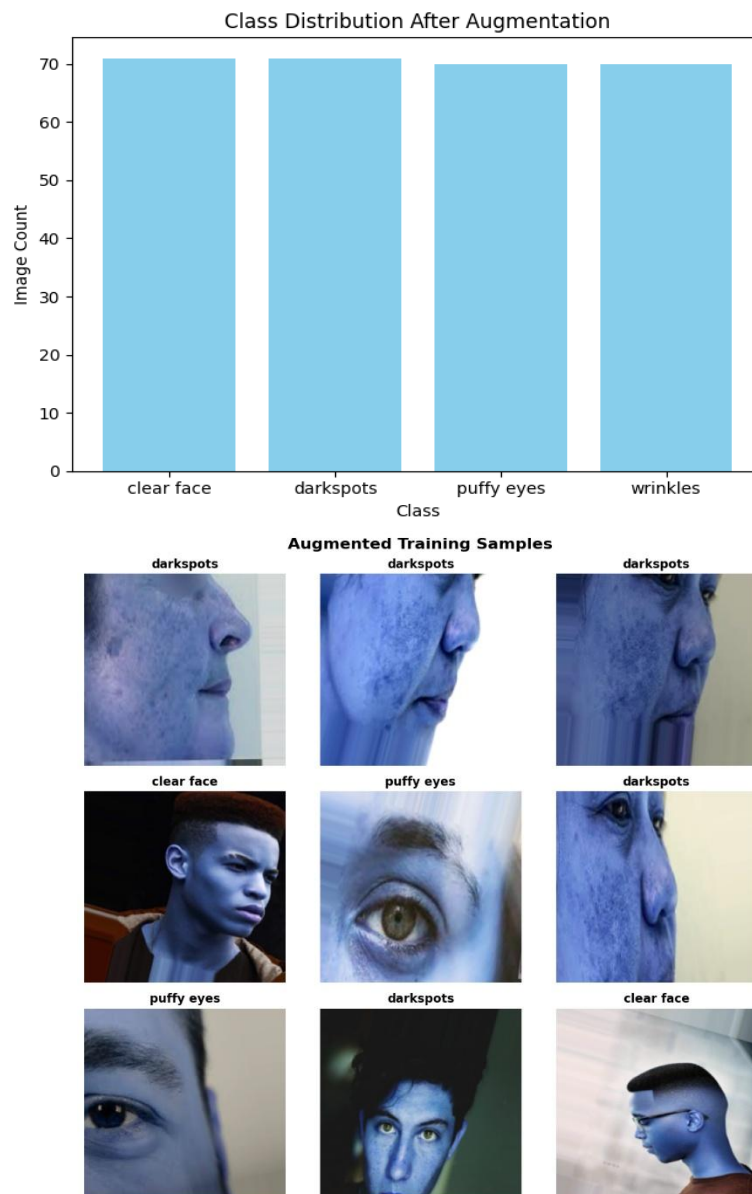 Class Distribution After Augmentation
70
60
50
40
30
20
10
0
Image Count
clear face darkspots puffy eyes wrinkles
Class
Augmented Training Samples
darkspots darkspots darkspots
clear face puffy eyes darkspots
puffy eyes darkspots clear face